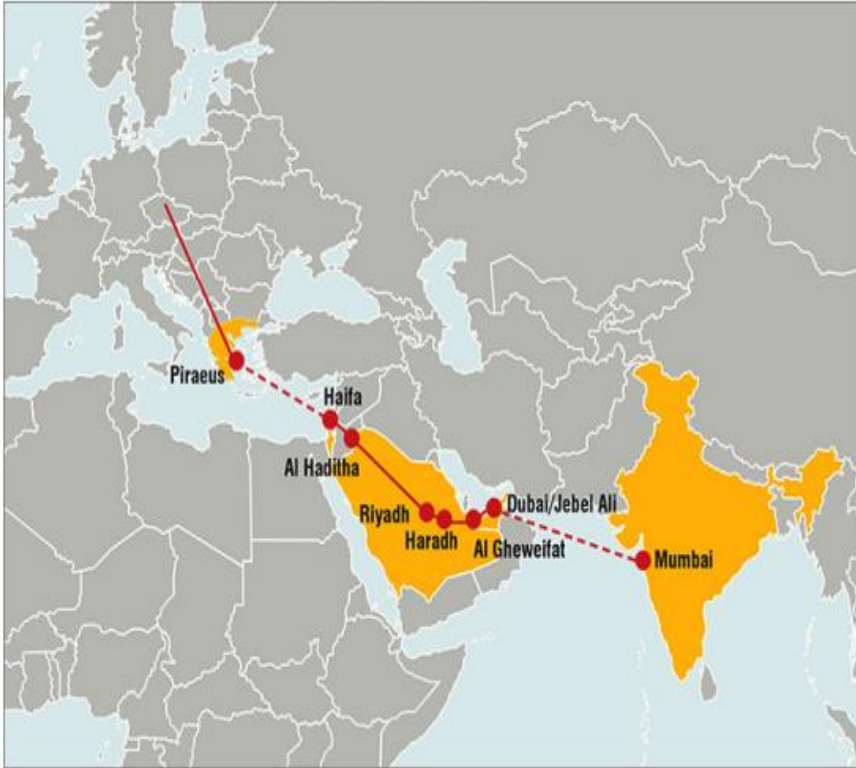 Piraeus
Haifa
Al Haditha
Riyadh
Haradh
Al Gheweifat
Dubai/Jebel Ali
Mumbai